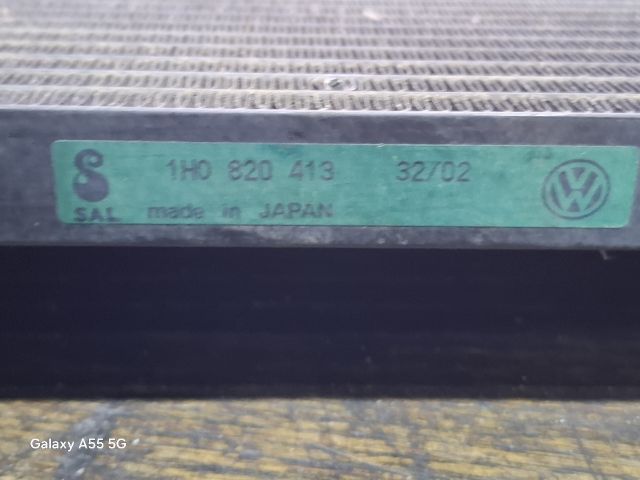 1H0 820 413 32/02
SAL made in JAPAN
Galaxy A55 5G